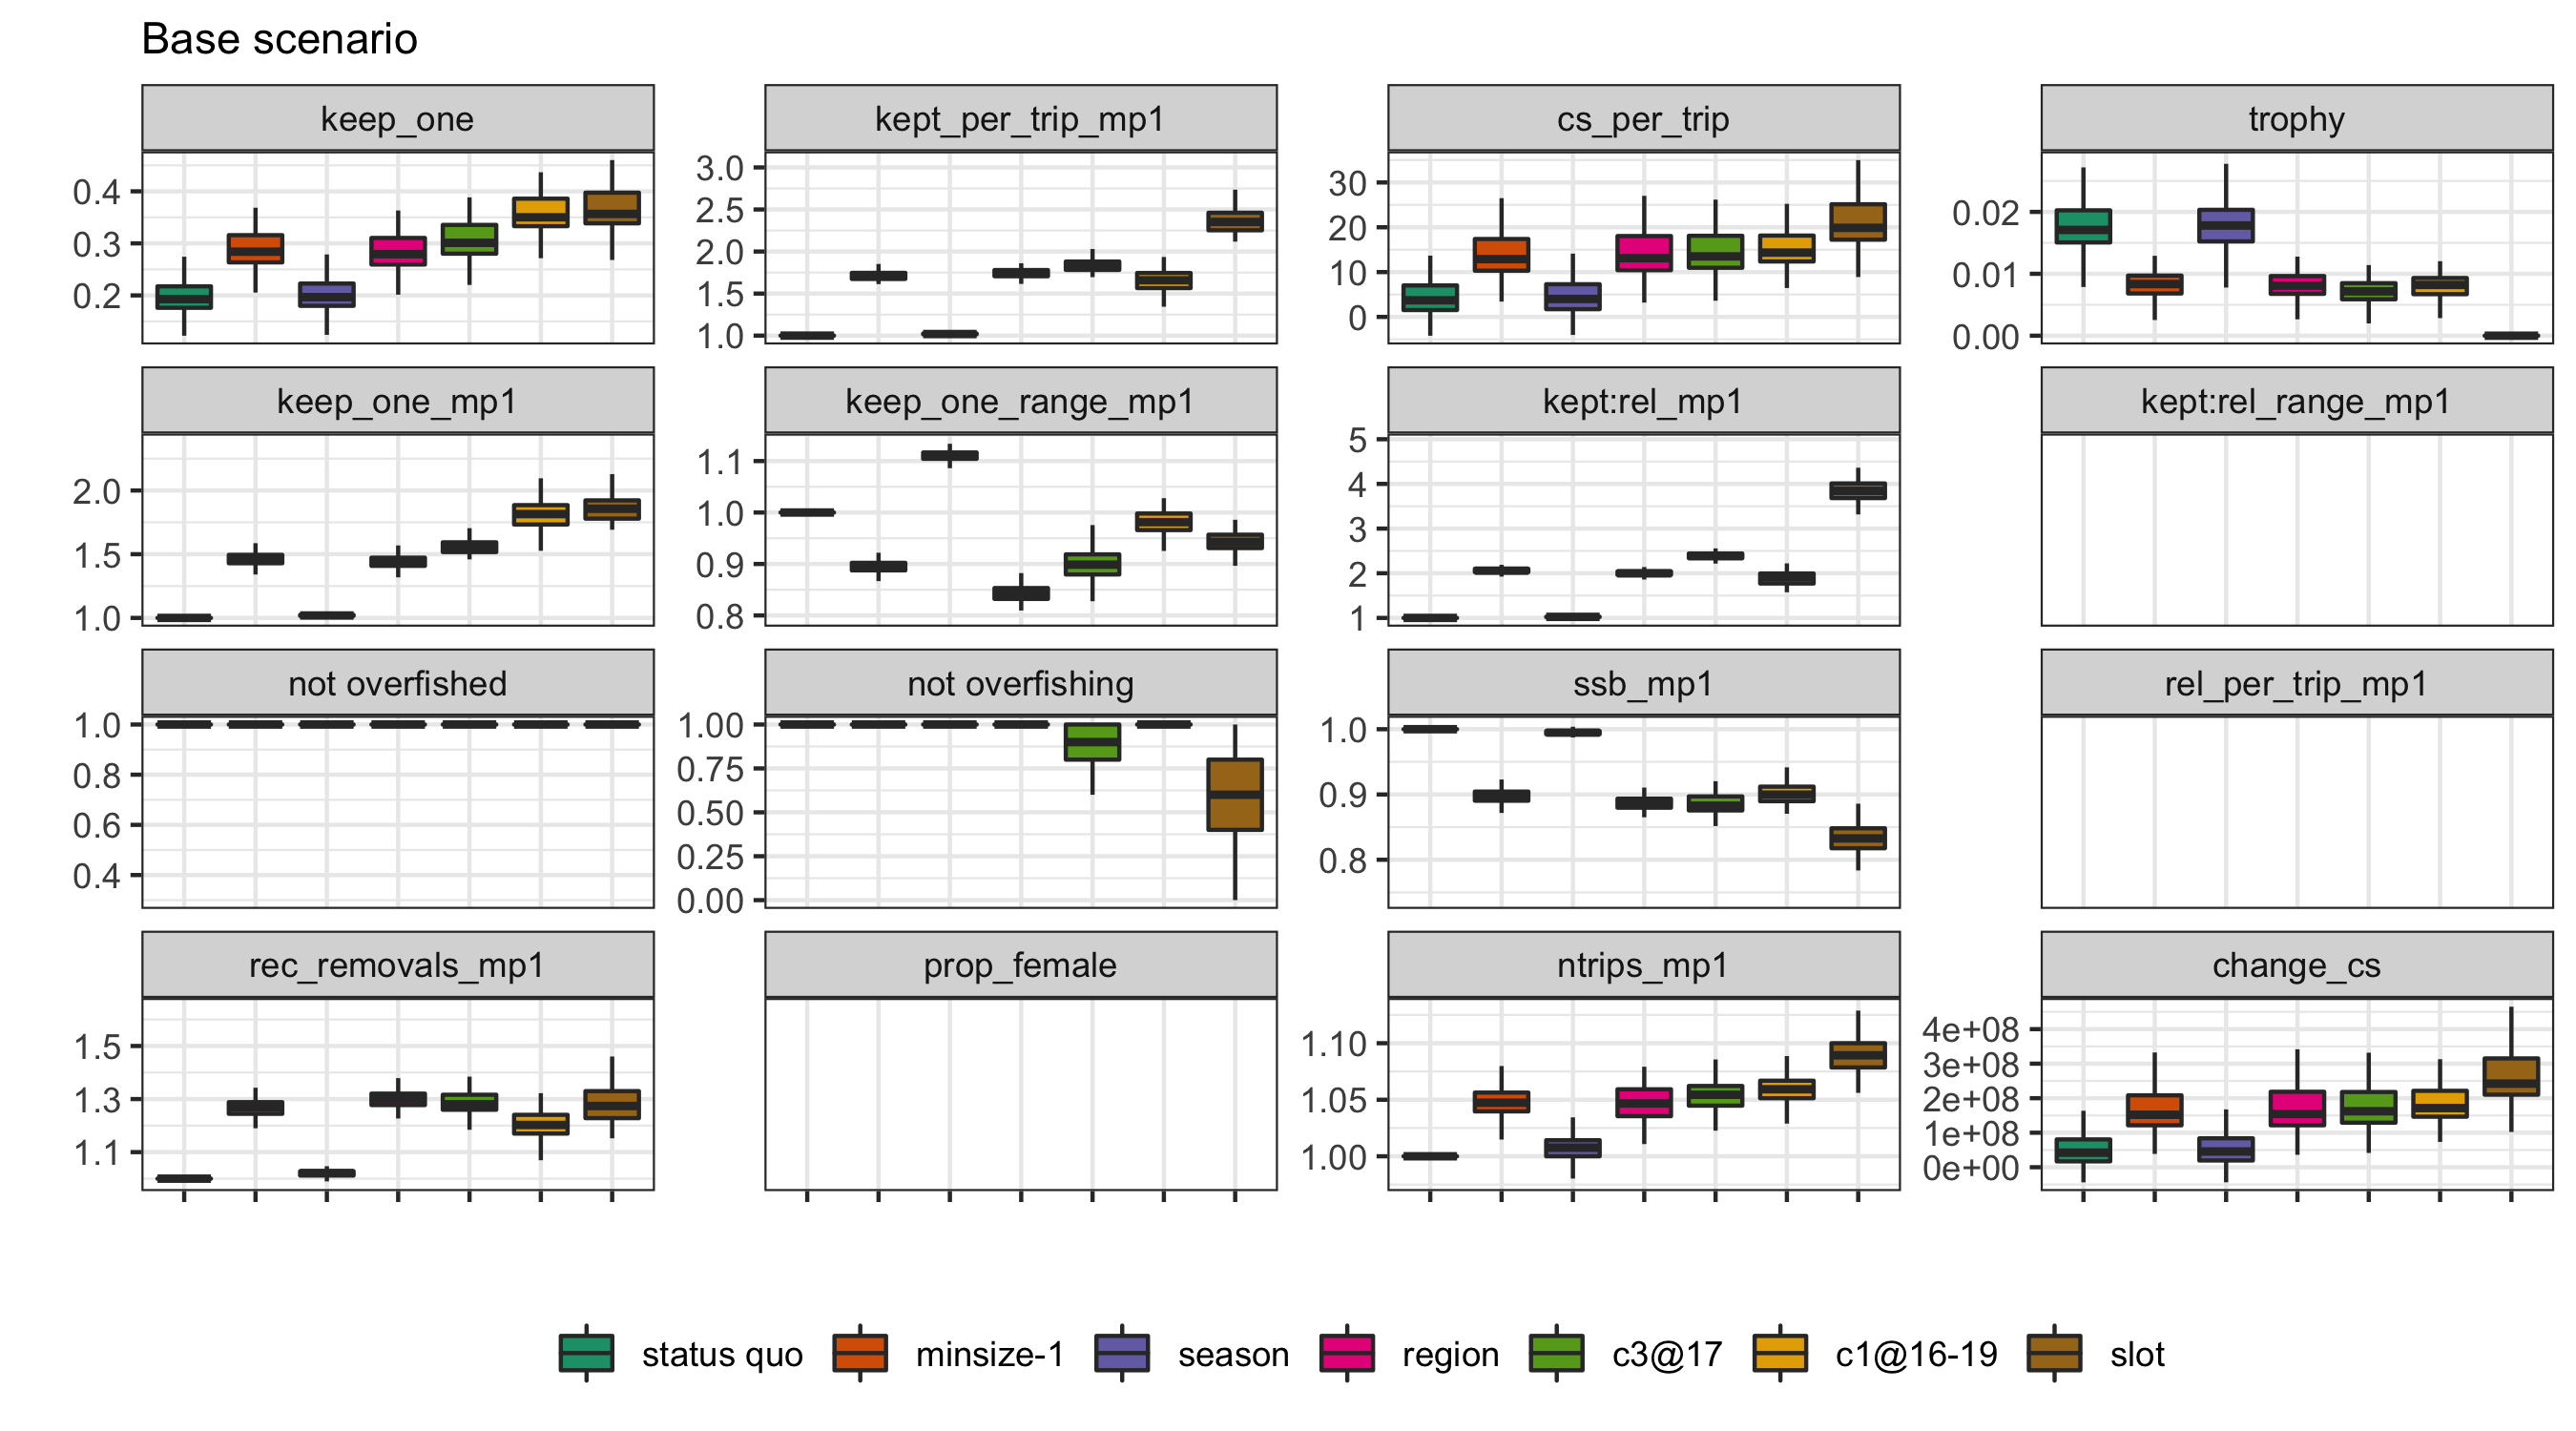 Base scenario
keep_one
kept_per_trip_mp1
cs_per_trip
trophy
0.4
0.3
0.2
3.0
2.5
2.0
1.5
1.0
30
20
10
0
0.02
0.01
0.00
keep_one_mp1
keep_one_range_mp1
kept:rel_mp1
kept:rel_range_mp1
2.0
1.5
1.0
1.1
1.0
0.9
0.8
5
4
3
2
1
not overfished
not overfishing
ssb_mp1
rel_per_trip_mp1
1.0
0.8
0.6
0.4
1.00
0.75
0.50
0.25
0.00
1.0
0.9
0.8
rec_removals_mp1
prop_female
ntrips_mp1
change_cs
1.5
1.3
1.1
1.10
1.05
1.00
4e+08
3e+08
2e+08
1e+08
0e+00
status quo minsize-1 season region c3@17 c1@16-19 slot